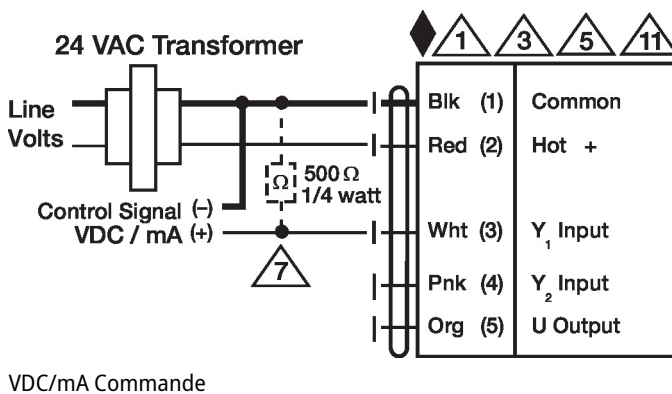 1 3 5 11
24 VAC Transformer
Line
Volts
Blk (1) Common
Red (2) Hot +
Ω 500 Ω
1/4 watt
Control Signal (–)
VDC / mA (+)
Wht (3) Y1 Input
7
Pnk (4) Y2 Input
Org (5) U Output
VDC/mA Commande